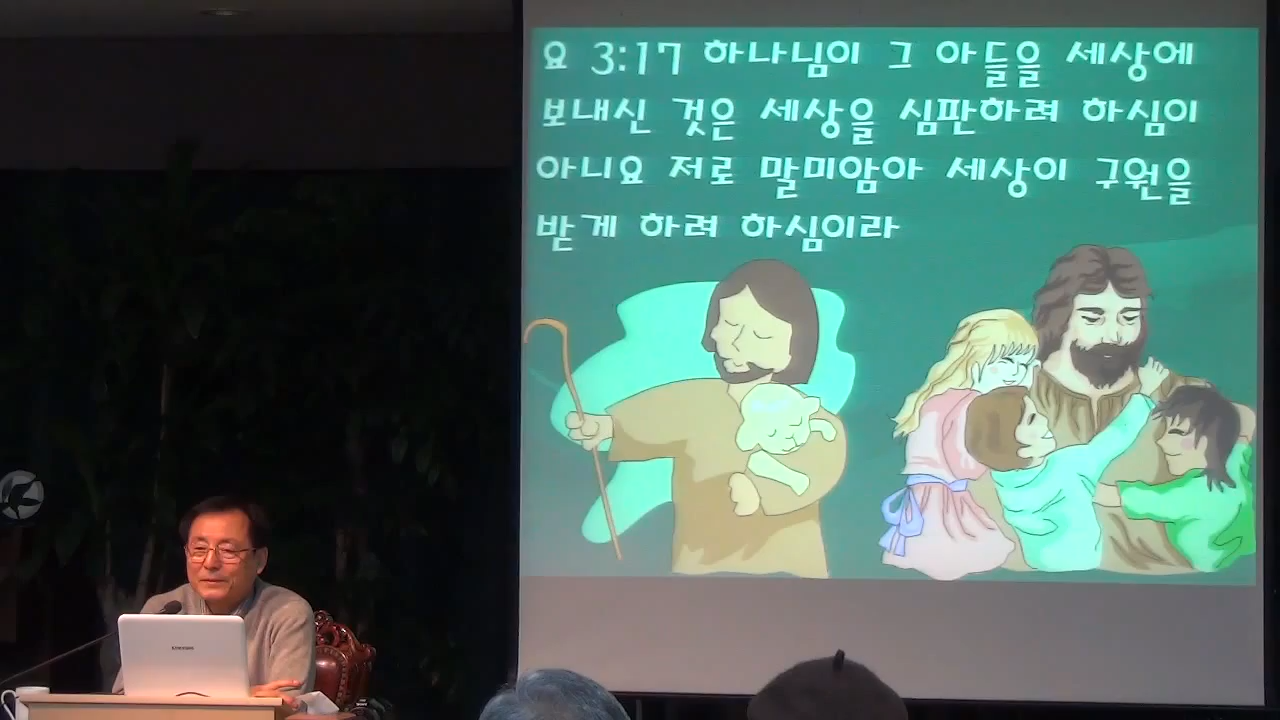 요 3:17 하나님이 그 아들을 세상에
보내신 것은 세상을 심판하려 하심이
아니요 저로 말미암아 세상이 구원을
받게 하려 하심이라
SAMSUNG